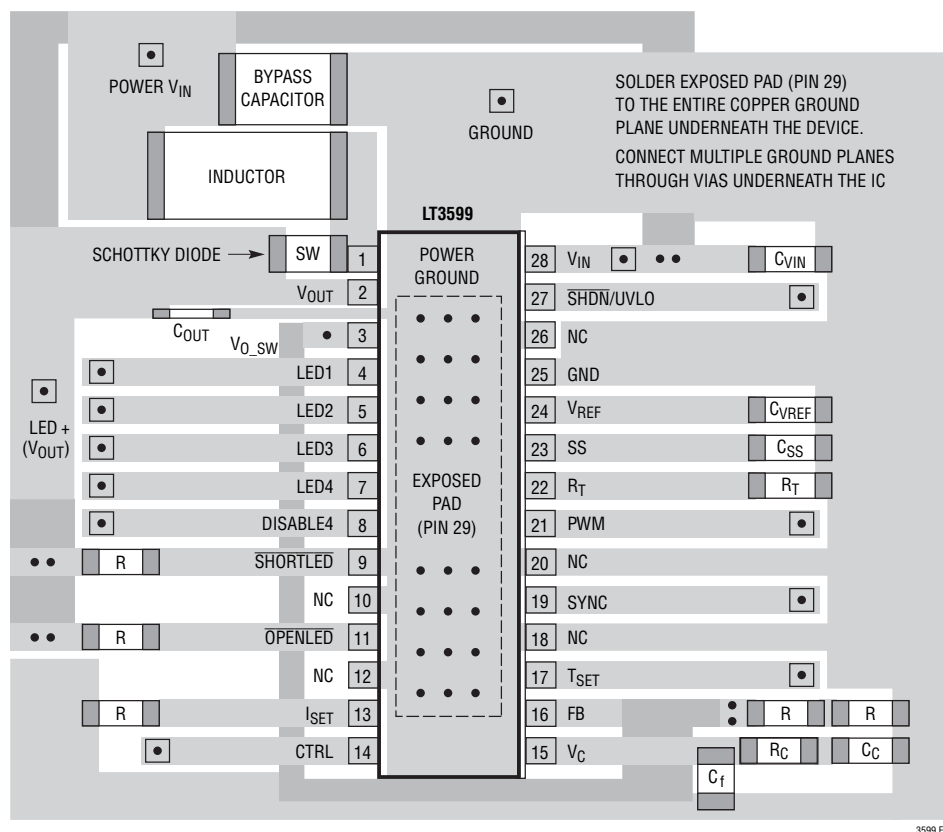 POWER VIN
BYPASS
CAPACITOR
GROUND
SOLDER EXPOSED PAD (PIN 29)
TO THE ENTIRE COPPER GROUND
PLANE UNDERNEATH THE DEVICE.
CONNECT MULTIPLE GROUND PLANES
THROUGH VIAS UNDERNEATH THE IC
INDUCTOR
LT3599
SCHOTTKY DIODE
SW
1
POWER
GROUND
28 VIN
CVIN
VOUT 2
27 SHDN/UVLO
COUT
VO_SW
3
26 NC
LED1 4
25 GND
LED +
(VOUT)
LED2 5
24 VREF
CVREF
LED3 6
23 SS
CSS
LED4 7
22 RT
RT
EXPOSED
PAD
(PIN 29)
DISABLE4 8
21 PWM
R
SHORTLED 9
20 NC
NC 10
19 SYNC
R
OPENLED 11
18 NC
NC 12
17 TSET
R
ISET 13
16 FB
R
R
CTRL 14
15 VC
RC
CC
Cf